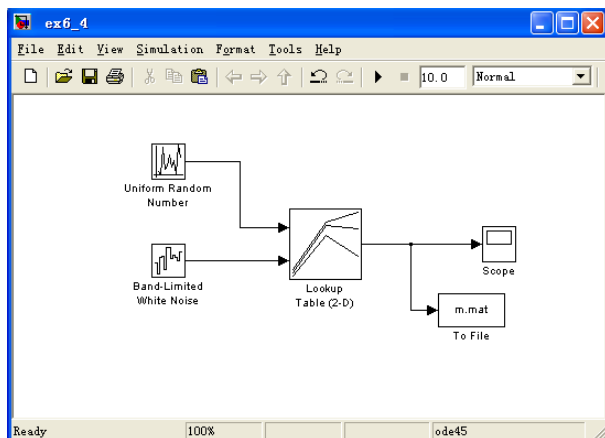 ex6_4
File Edit View Simulation Format Tools Help
10.0 Normal
Uniform Random
Number
Band-Limited
White Noise
Lookup
Table (2-D)
Scope
m.mat
To File
Ready 100% ode45